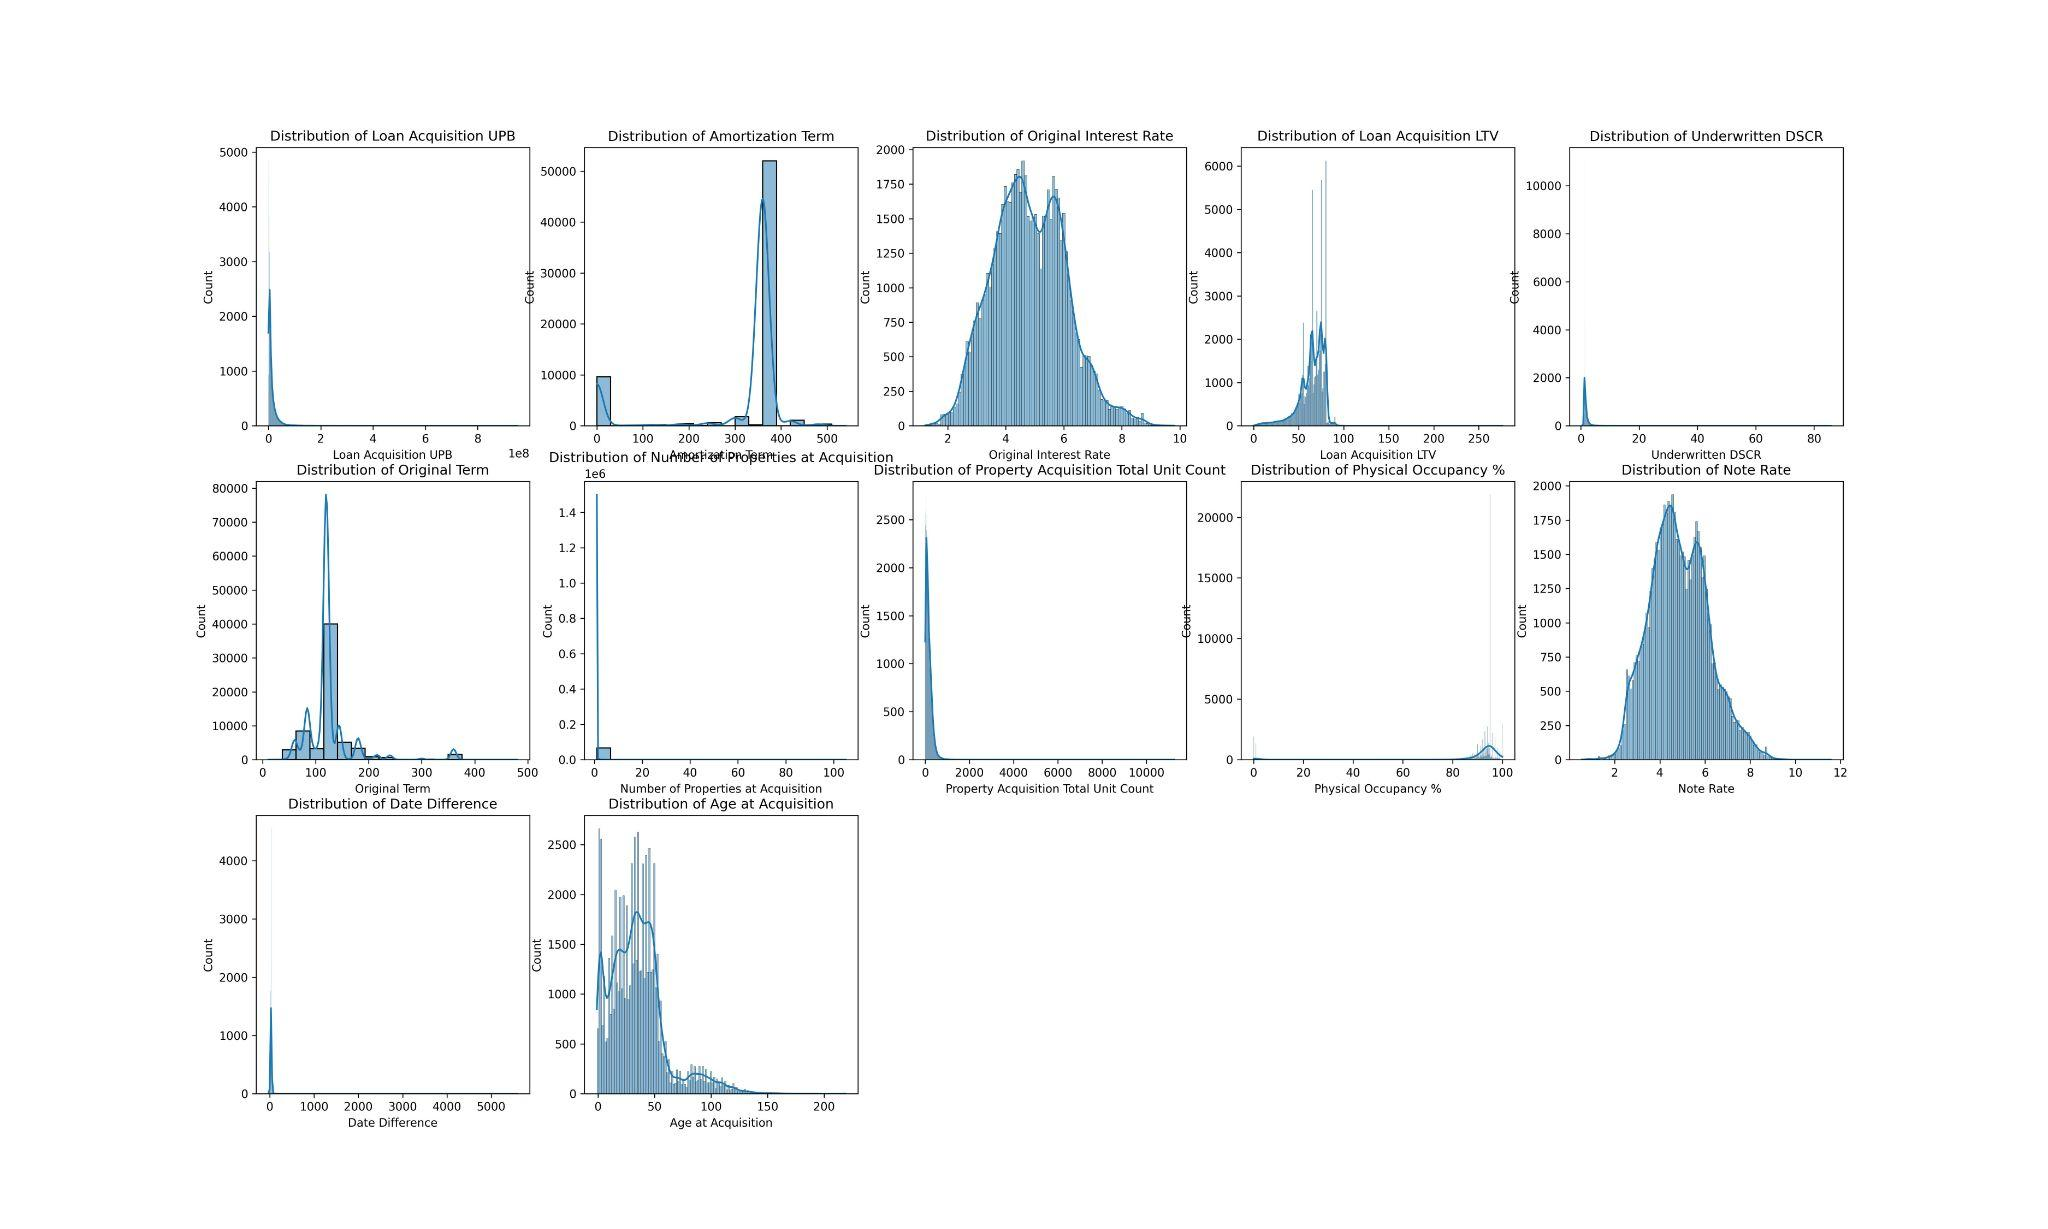 Distribution of Loan Acquisition UPB
5000
4000
3000
2000
1000
0
Count
0 2 4 6 8
1e8
Loan Acquisition UPB
Distribution of Amortization Term
50000
40000
30000
20000
10000
0
Count
0 100 200 300 400 500
Amortization Term
Distribution of Original Interest Rate
2000
1750
1500
1250
1000
750
500
250
0
Count
2 4 6 8 10
Original Interest Rate
Distribution of Loan Acquisition LTV
6000
5000
4000
3000
2000
1000
0
Count
0 50 100 150 200 250
Loan Acquisition LTV
Distribution of Underwritten DSCR
10000
8000
6000
4000
2000
0
Count
0 20 40 60 80
Underwritten DSCR
Distribution of Original Term
80000
70000
60000
50000
40000
30000
20000
10000
0
Count
0 100 200 300 400 500
Original Term
Distribution of Number of Properties at Acquisition
1e6
1.4
1.2
1.0
0.8
0.6
0.4
0.2
0.0
Count
0 20 40 60 80 100
Number of Properties at Acquisition
Distribution of Property Acquisition Total Unit Count
2500
2000
1500
1000
500
0
Count
0 2000 4000 6000 8000 10000
Property Acquisition Total Unit Count
Distribution of Physical Occupancy %
20000
15000
10000
5000
0
Count
0 20 40 60 80 100
Physical Occupancy %
Distribution of Note Rate
2000
1750
1500
1250
1000
750
500
250
0
Count
2 4 6 8 10 12
Note Rate
Distribution of Date Difference
4000
3000
2000
1000
0
Count
0 1000 2000 3000 4000 5000
Date Difference
Distribution of Age at Acquisition
2500
2000
1500
1000
500
0
Count
0 50 100 150 200
Age at Acquisition